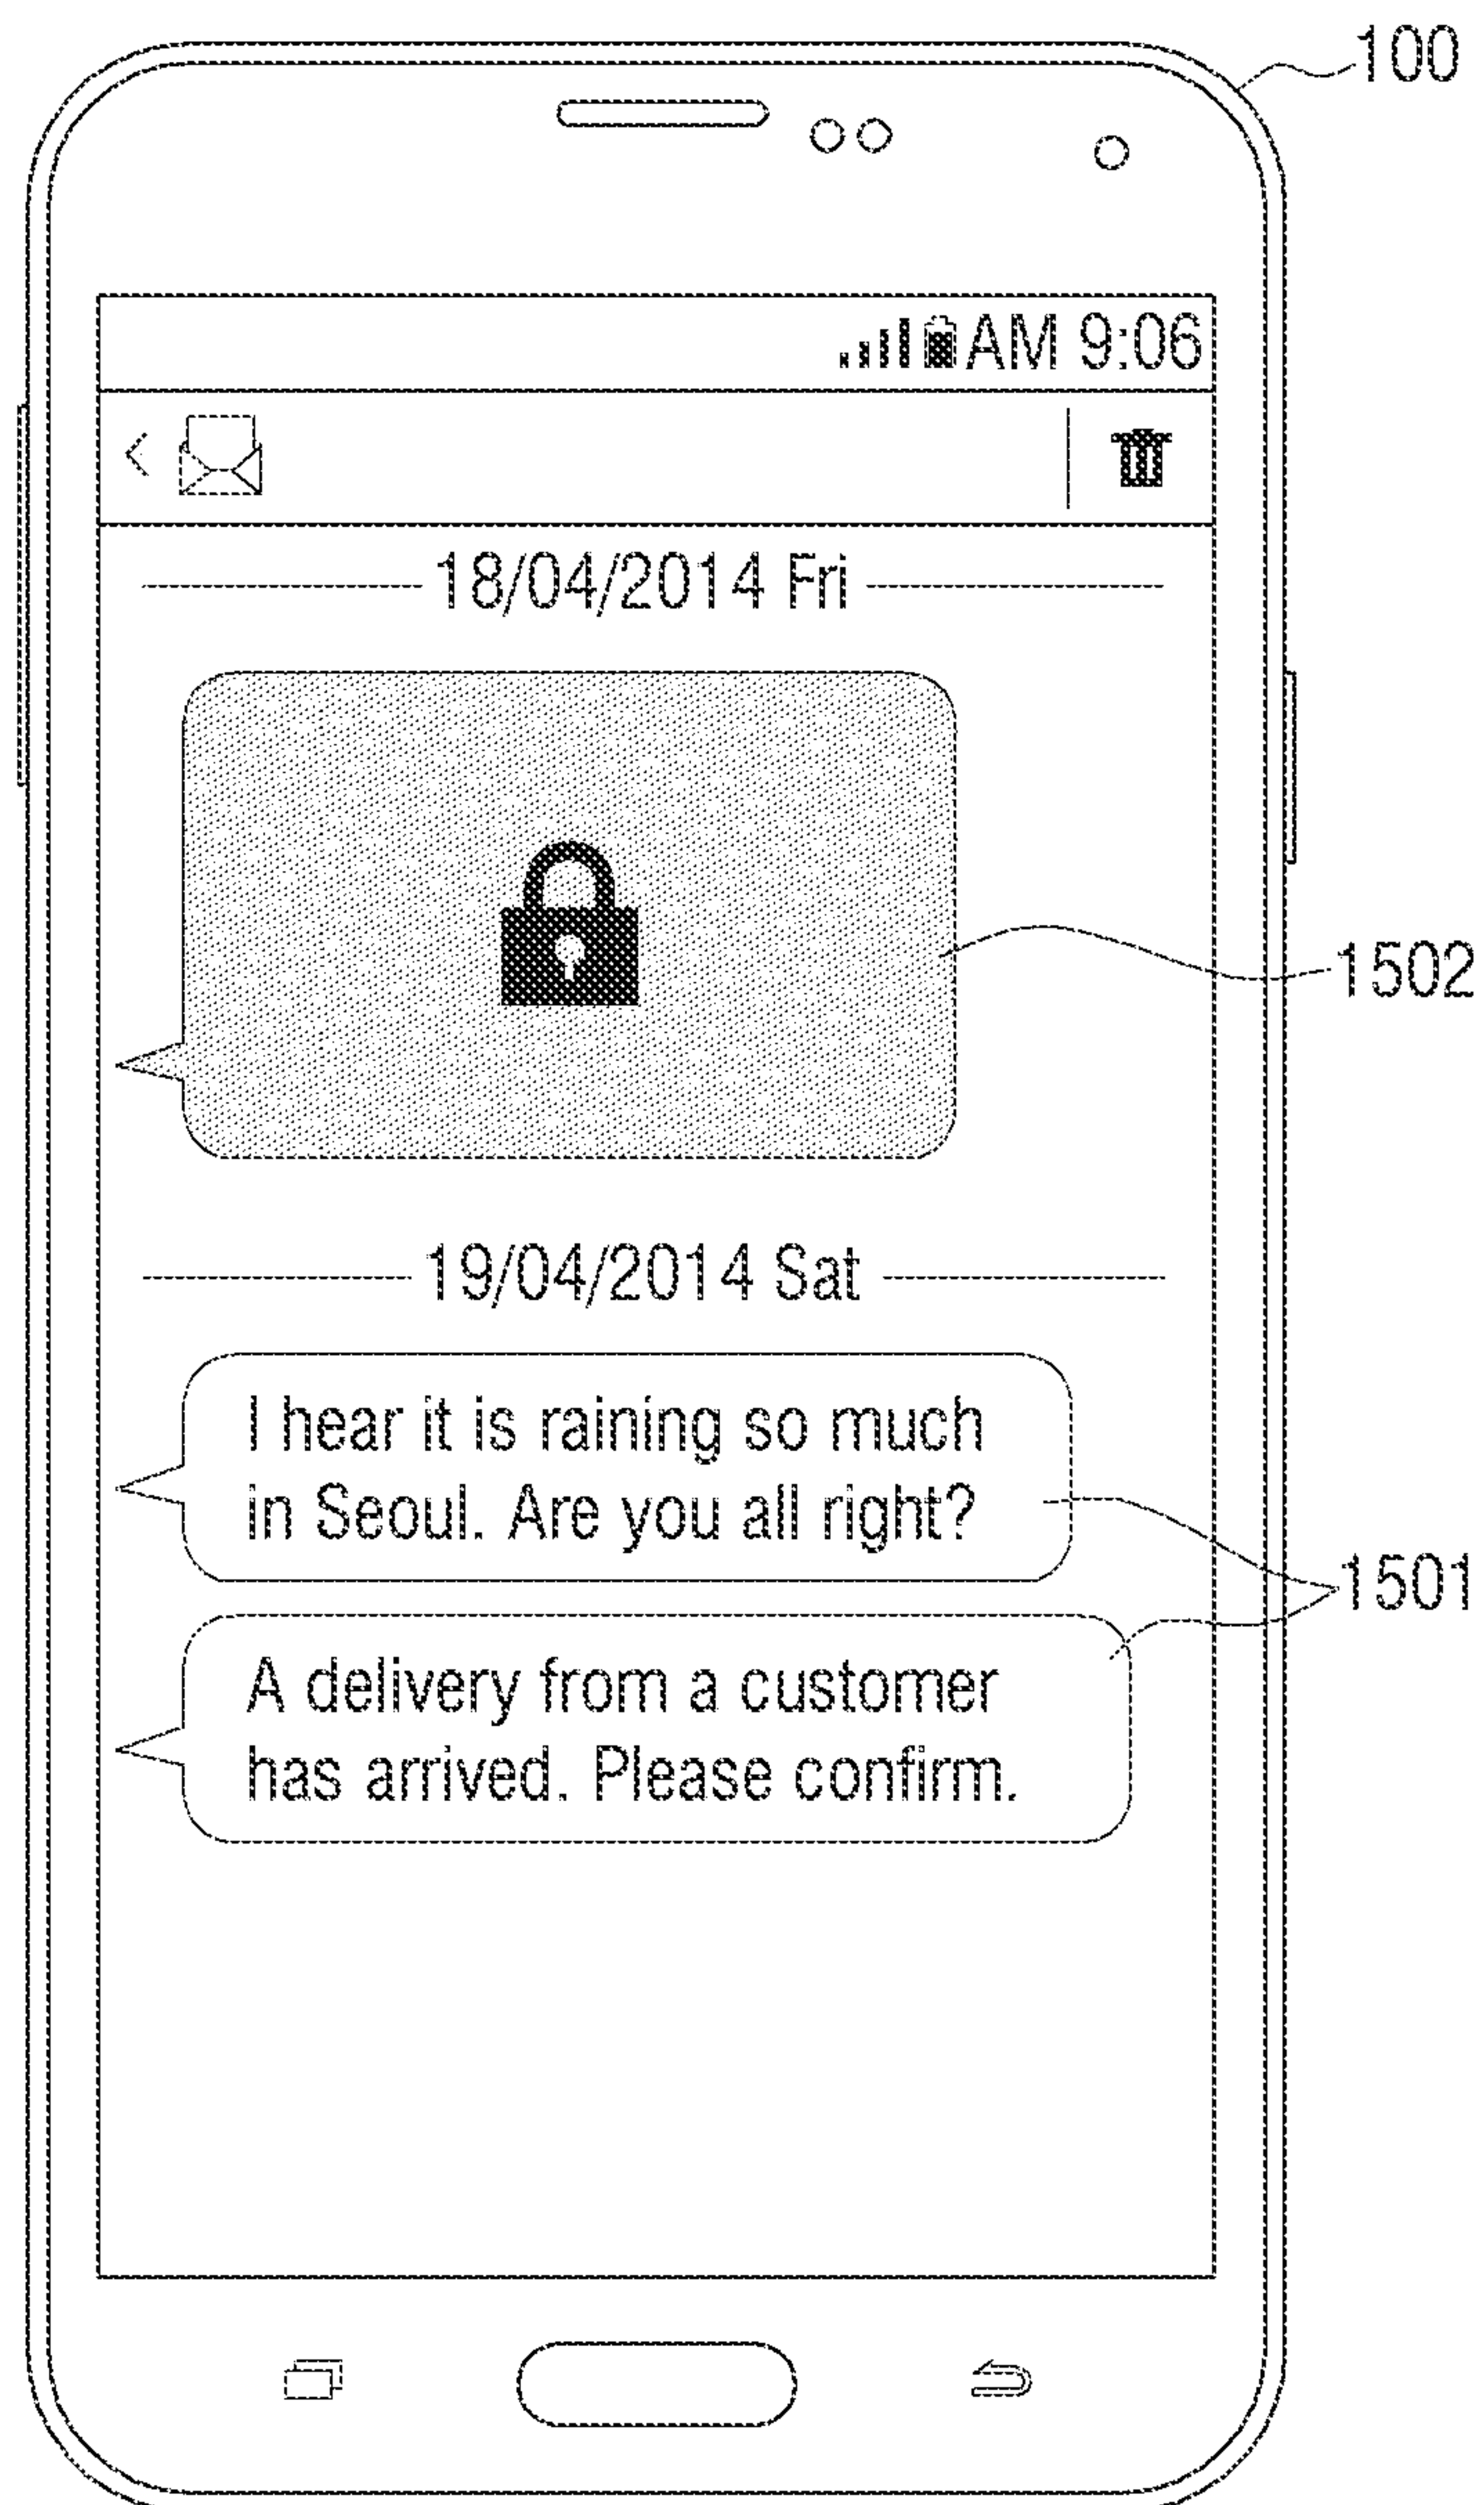 100
AM 9:06
18/04/2014 Fri
1502
19/04/2014 Sat
I hear it is raining so much
in Seoul. Are you all right?
1501
A delivery from a customer
has arrived. Please confirm.